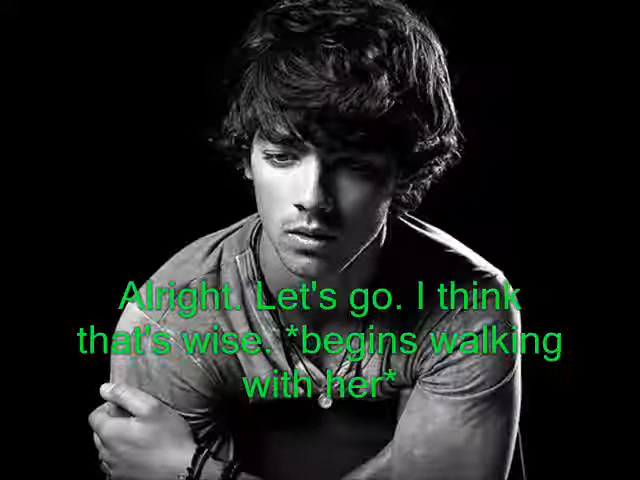 Alright. Let's go. I think
that's wise. *begins walking
with her*